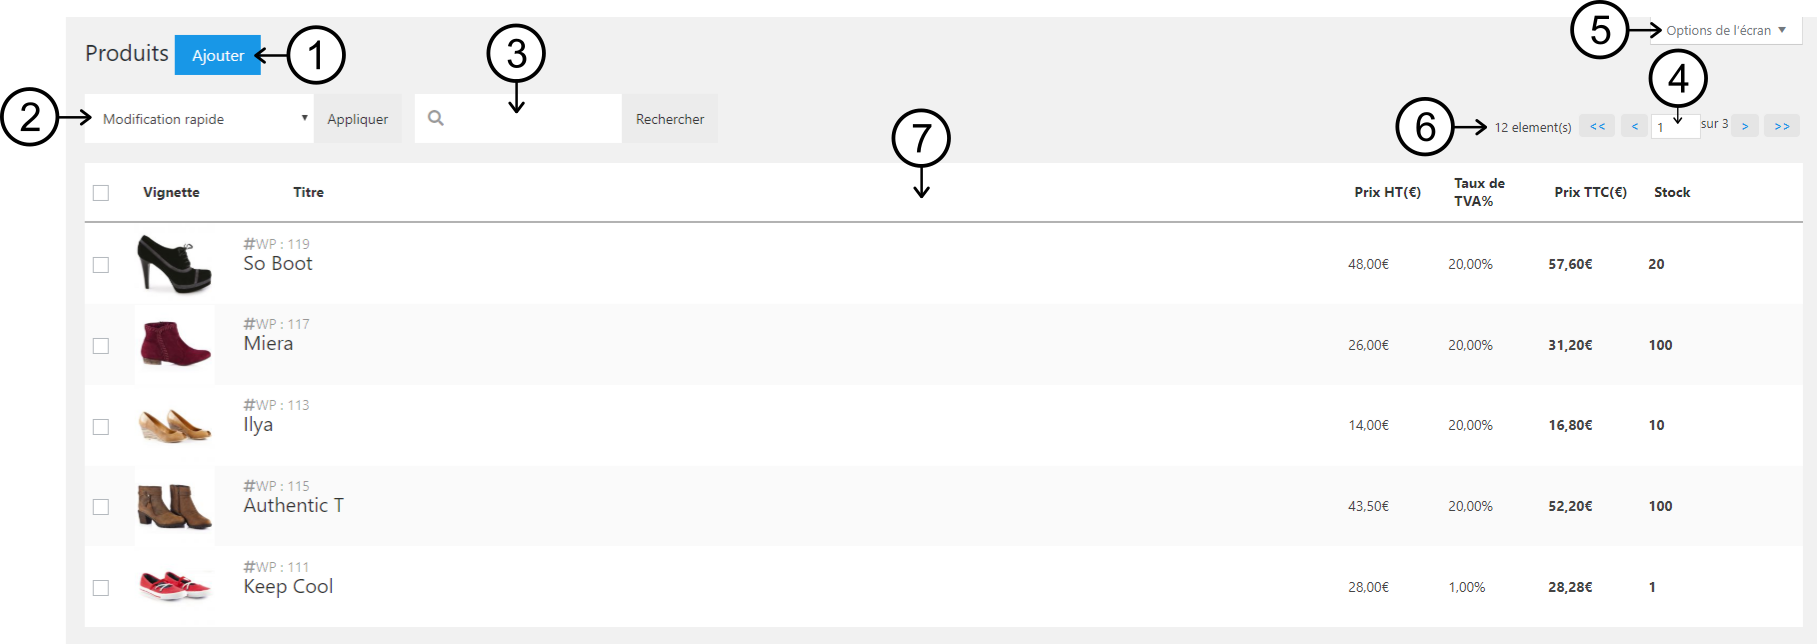 Produits Ajouter 1 3 5 Options de l'écran ▼
4
2 Modification rapide ▼ Appliquer Rechercher 7 6 12 element(s) << < 1 sur 3 > >>
Vignette Titre Prix HT(€) Taux de TVA% Prix TTC(€) Stock
#WP : 119
So Boot 48,00€ 20,00% 57,60€ 20
#WP : 117
Miera 26,00€ 20,00% 31,20€ 100
#WP : 113
Ilya 14,00€ 20,00% 16,80€ 10
#WP : 115
Authentic T 43,50€ 20,00% 52,20€ 100
#WP : 111
Keep Cool 28,00€ 1,00% 28,28€ 1